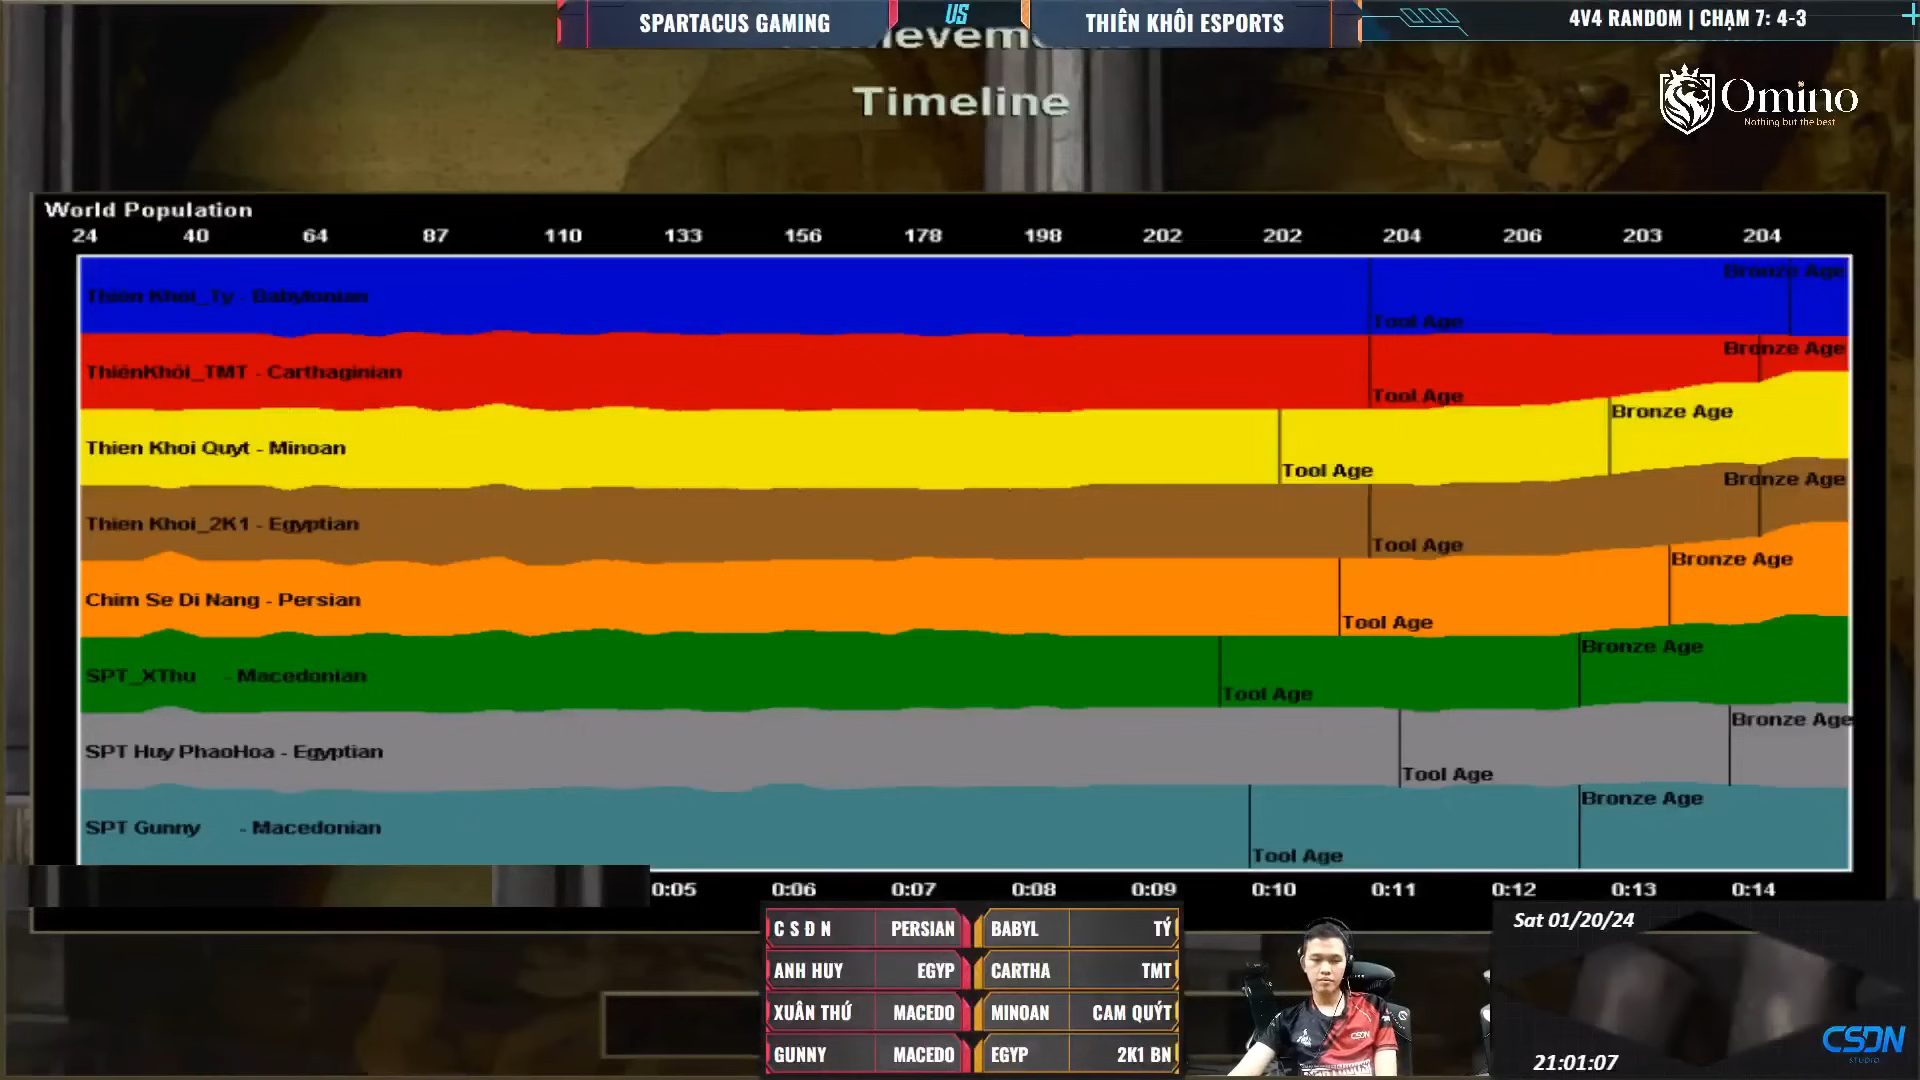 SPARTACUS GAMING
VS
THIÊN KHÔI ESPORTS
4V4 RANDOM | CHẠM 7: 4-3
Timeline
Omino
Nothing but the best
World Population
24 40 64 87 110 133 156 178 198 202 202 204 206 203 204
Thien Khoi_Ty - Babylonian
Tool Age
Bronze Age
ThiênKhôi_TMT - Carthaginian
Tool Age
Bronze Age
Thien Khoi Quyt - Minoan
Tool Age
Bronze Age
Thien Khoi_2K1 - Egyptian
Tool Age
Bronze Age
Chim Se Di Nang - Persian
Tool Age
Bronze Age
SPT_XThu - Macedonian
Tool Age
Bronze Age
SPT Huy PhaoHoa - Egyptian
Tool Age
Bronze Age
SPT Gunny - Macedonian
Tool Age
Bronze Age
0:05 0:06 0:07 0:08 0:09 0:10 0:11 0:12 0:13 0:14
C S Đ N PERSIAN BABYL TÝ
ANH HUY EGYP CARTHA TMT
XUÂN THỨ MACEDO MINOAN CAM QUÝT
GUNNY MACEDO EGYP 2K1 BN
Sat 01/20/24
21:01:07
CSDN
STUDIO